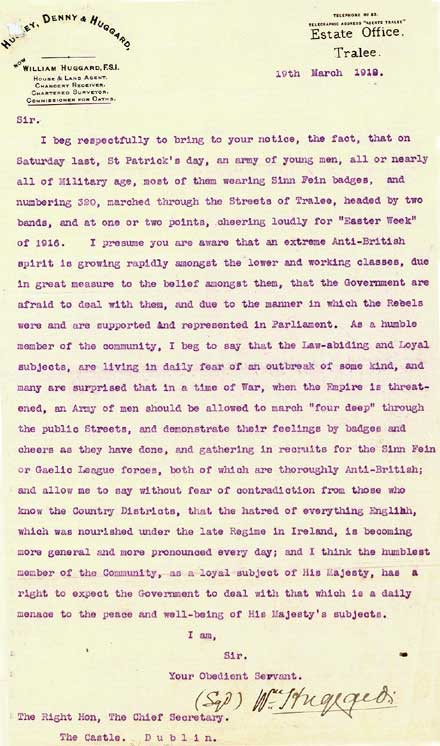 HUSSEY, DENNY & HUGGARD,
NOW
WILLIAM HUGGARD, F.S.I.
HOUSE & LAND AGENT.
CHANCERY RECEIVER.
CHARTERED SURVEYOR.
COMMISSIONER FOR OATHS.
TELEPHONE NO 23.
TELEGRAPHIC ADDRESS "AGENTS TRALEE"
Estate Office,
Tralee.
19th March 1918.
Sir.
I beg respectfully to bring to your notice, the fact, that on
Saturday last, St Patrick's day, an army of young men, all or nearly
all of Military age, most of them wearing Sinn Fein badges, and
numbering 320, marched through the Streets of Tralee, headed by two
bands, and at one or two points, cheering loudly for "Easter Week"
of 1916. I presume you are aware that an extreme Anti-British
spirit is growing rapidly amongst the lower and working classes, due
in great measure to the belief amongst them, that the Government are
afraid to deal with them, and due to the manner in which the Rebels
were and are supported and represented in Parliament. As a humble
member of the community, I beg to say that the Law-abiding and Loyal
subjects, are living in daily fear of an outbreak of some kind, and
many are surprised that in a time of War, when the Empire is threat-
ened, an Army of men should be allowed to march "four deep" through
the public Streets, and demonstrate their feelings by badges and
cheers as they have done, and gathering in recruits for the Sinn Fein
or Gaelic League forces, both of which are thoroughly Anti-British;
and allow me to say without fear of contradiction from those who
know the Country Districts, that the hatred of everything English,
which was nourished under the late Regime in Ireland, is becoming
more general and more pronounced every day; and I think the humblest
member of the Community, as a loyal subject of His Majesty, has a
right to expect the Government to deal with that which is a daily
menace to the peace and well-being of His Majesty's subjects.
I am,
Sir.
Your Obedient Servant.
(Sgd) Wm Huggard.
The Right Hon, The Chief Secretary.
The Castle. Dublin.